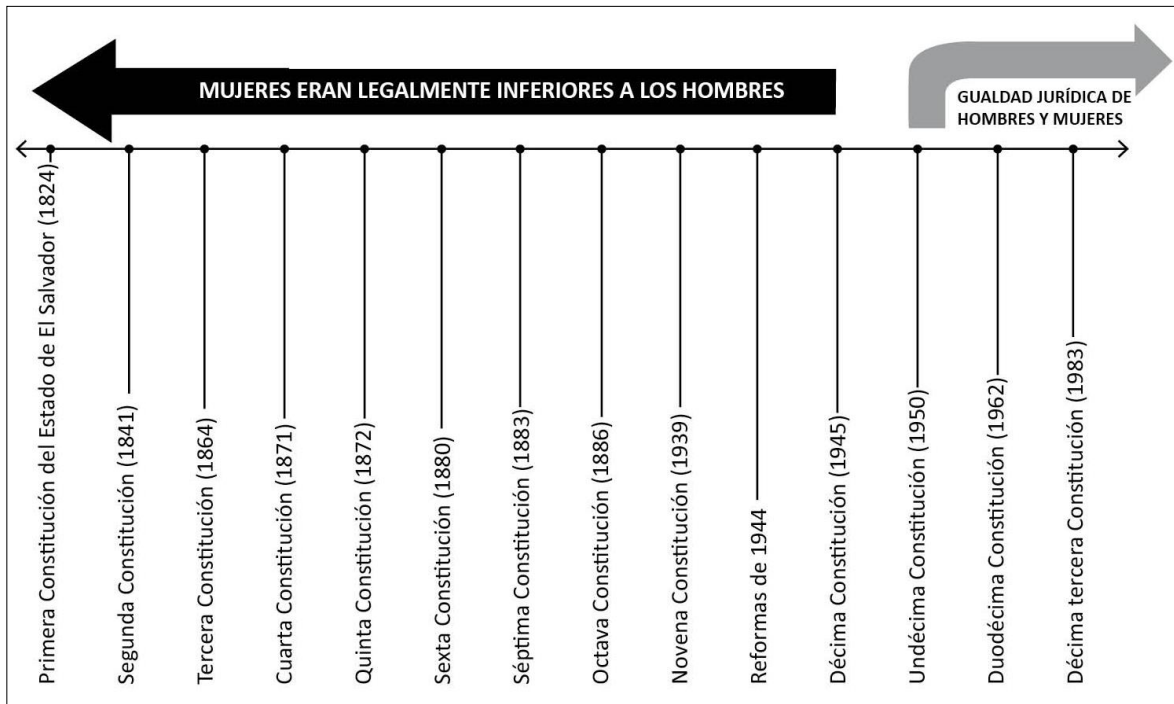 MUJERES ERAN LEGALMENTE INFERIORES A LOS HOMBRES
GUALDAD JURÍDICA DE
HOMBRES Y MUJERES
Primera Constitución del Estado de El Salvador (1824)
Segunda Constitución (1841)
Tercera Constitución (1864)
Cuarta Constitución (1871)
Quinta Constitución (1872)
Sexta Constitución (1880)
Séptima Constitución (1883)
Octava Constitución (1886)
Novena Constitución (1939)
Reformas de 1944
Décima Constitución (1945)
Undécima Constitución (1950)
Duodécima Constitución (1962)
Décima tercera Constitución (1983)